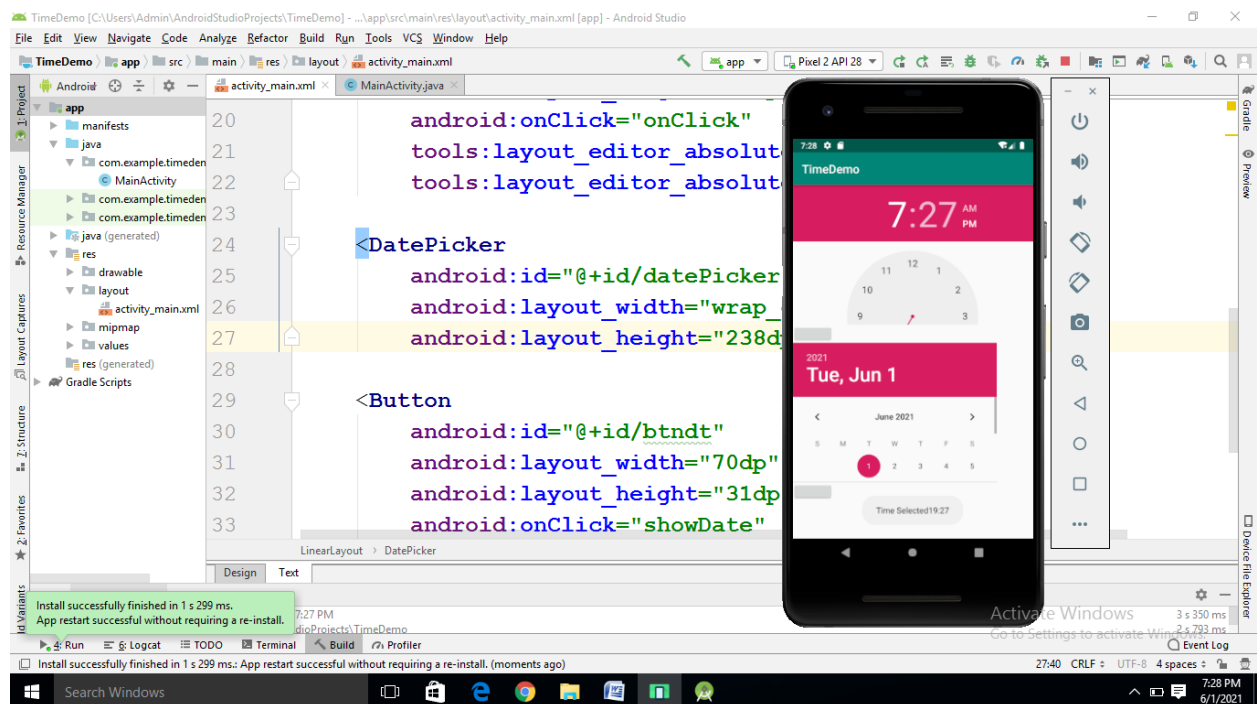 TimeDemo [C:\Users\Admin\AndroidStudioProjects\TimeDemo] - ...\app\src\main\res\layout\activity_main.xml [app] - Android Studio
File Edit View Navigate Code Analyze Refactor Build Run Tools VCS Window Help
TimeDemo app src main res layout activity_main.xml app Pixel 2 API 28
Android activity_main.xml MainActivity.java
1: Project
Resource Manager
Layout Captures
Z: Structure
2: Favorites
Variants
app
manifests
java
com.example.timeden
MainActivity
com.example.timeden
com.example.timeden
java (generated)
res
drawable
layout
activity_main.xml
mipmap
values
res (generated)
Gradle Scripts
20 android:onClick="onClick"
21 tools:layout_editor_absolut
22 tools:layout_editor_absolut
23
24 <DatePicker
25 android:id="@+id/datePicker
26 android:layout_width="wrap_
27 android:layout_height="238d
28
29 <Button
30 android:id="@+id/btndt"
31 android:layout_width="70dp"
32 android:layout_height="31dp
33 android:onClick="showDate"
LinearLayout > DatePicker
Design Text
7:28
TimeDemo
7:27 AM
PM
11 12 1
10 2
9 3
2021
Tue, Jun 1
June 2021
S M T W T F S
1 2 3 4 5
Time Selected19:27
Gradle
Preview
Device File Explorer
Install successfully finished in 1 s 299 ms.
App restart successful without requiring a re-install.
7:27 PM
dioProjects\TimeDemo
3 s 350 ms
2 s 793 ms
Activate Windows
Go to Settings to activate Windows.
4: Run 6: Logcat TODO Terminal Build Profiler Event Log
Install successfully finished in 1 s 299 ms.: App restart successful without requiring a re-install. (moments ago) 27:40 CRLF UTF-8 4 spaces
Search Windows
7:28 PM
6/1/2021